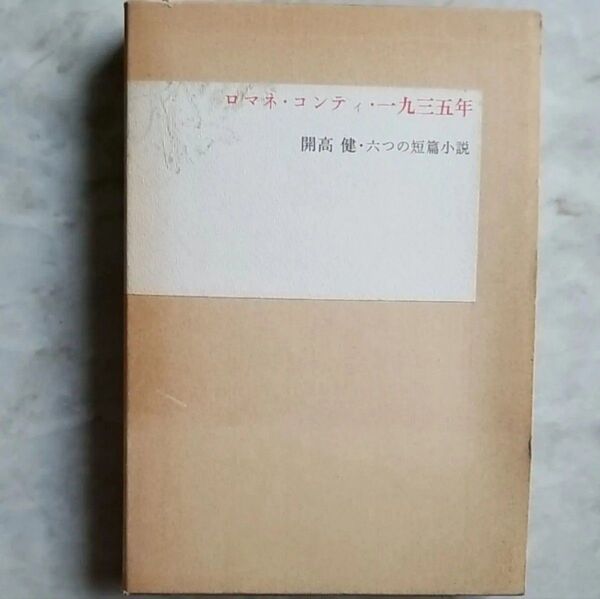 ロマネ・コンティ・一九三五年
開高 健・六つの短篇小説